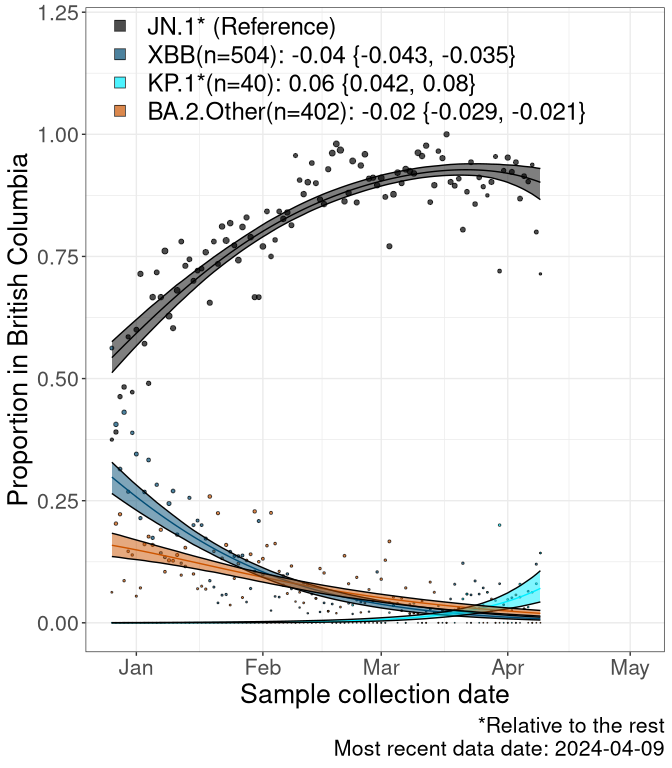 JN.1* (Reference)
XBB(n=504): -0.04 {-0.043, -0.035}
KP.1*(n=40): 0.06 {0.042, 0.08}
BA.2.Other(n=402): -0.02 {-0.029, -0.021}
1.25
1.00
0.75
0.50
0.25
0.00
Proportion in British Columbia
Jan Feb Mar Apr May
Sample collection date
*Relative to the rest
Most recent data date: 2024-04-09